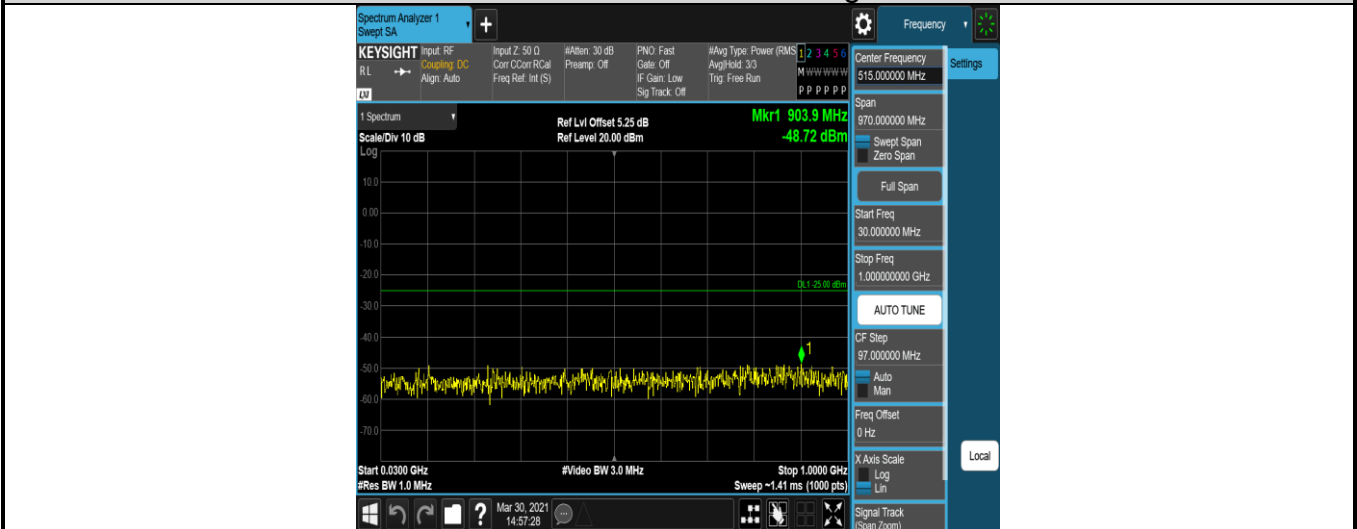 Spectrum Analyzer 1
Swept SA
+
Frequency
KEYSIGHT
RL
LXI
Input: RF
Coupling: DC
Align: Auto
Input Z: 50 Ω
Corr CCorr RCal
Freq Ref: Int (S)
#Atten: 30 dB
Preamp: Off
PNO: Fast
Gate: Off
IF Gain: Low
Sig Track: Off
#Avg Type: Power (RMS
Avg|Hold: 3/3
Trig: Free Run
1 2 3 4 5 6
M W W W W W
P P P P P P
1 Spectrum
Scale/Div 10 dB
Log
Ref Lvl Offset 5.25 dB
Ref Level 20.00 dBm
Mkr1 903.9 MHz
-48.72 dBm
10.0
0.00
-10.0
-20.0
DL1 -25.00 dBm
-30.0
-40.0
1
-50.0
-60.0
-70.0
Start 0.0300 GHz
#Res BW 1.0 MHz
#Video BW 3.0 MHz
Stop 1.0000 GHz
Sweep ~1.41 ms (1000 pts)
?
Mar 30, 2021
14:57:28
Center Frequency
515.000000 MHz
Settings
Span
970.000000 MHz
Swept Span
Zero Span
Full Span
Start Freq
30.000000 MHz
Stop Freq
1.000000000 GHz
AUTO TUNE
CF Step
97.000000 MHz
Auto
Man
Freq Offset
0 Hz
X Axis Scale
Log
Lin
Local
Signal Track
(Span Zoom)